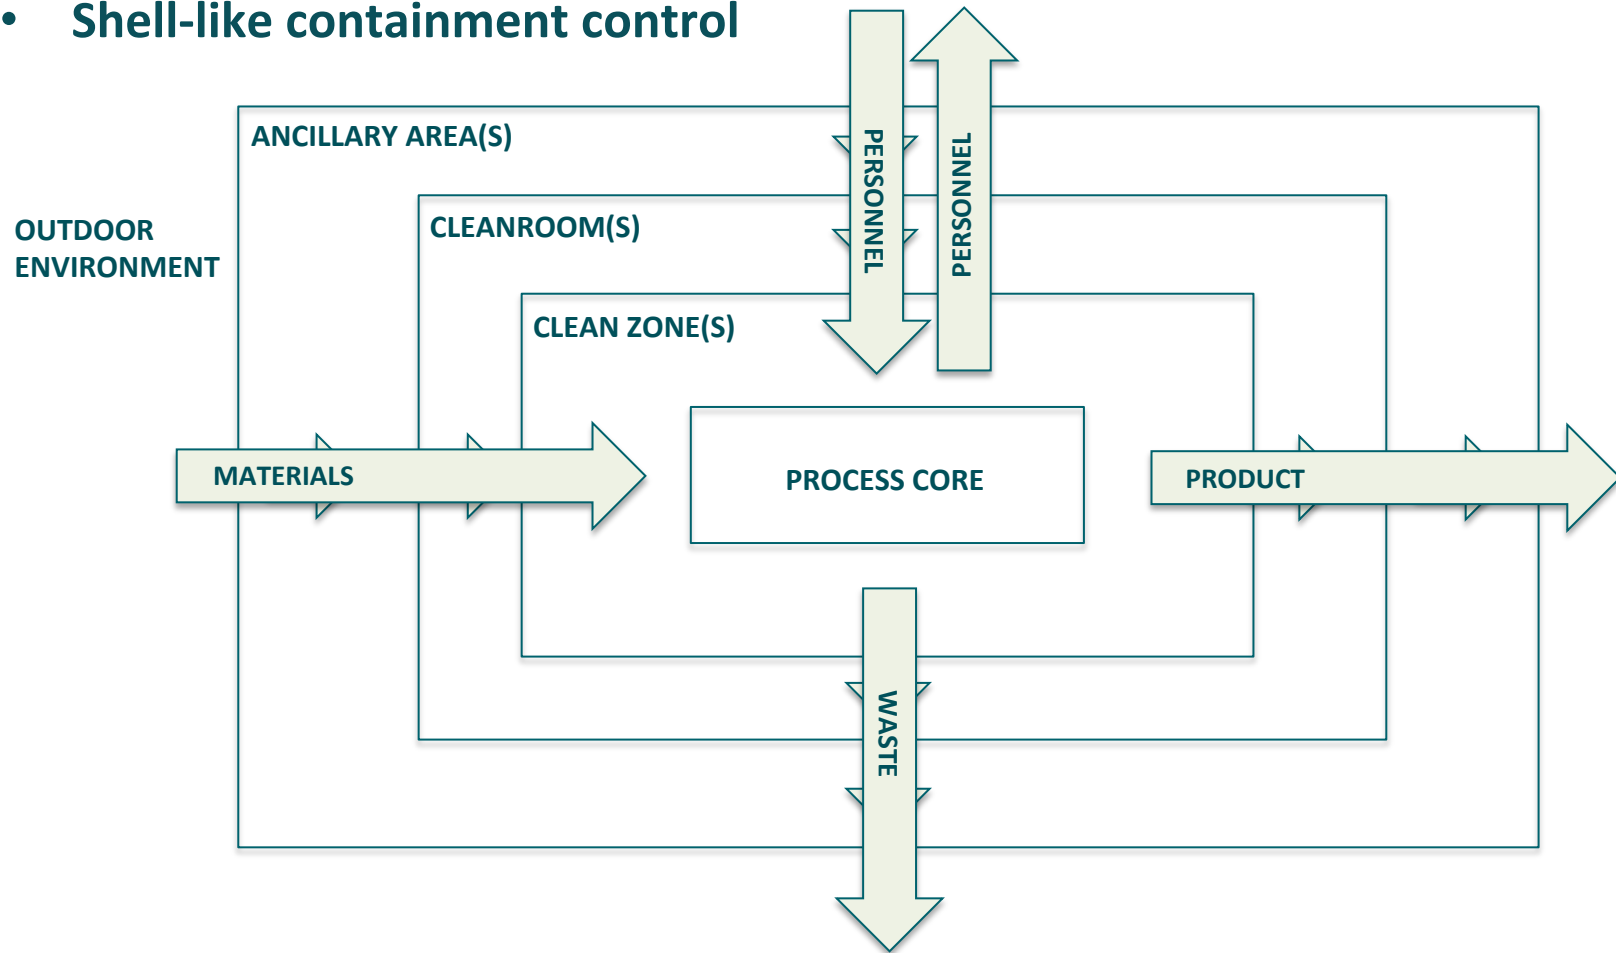 • Shell-like containment control
ANCILLARY AREA(S)
PERSONNEL
PERSONNEL
OUTDOOR
ENVIRONMENT
CLEANROOM(S)
CLEAN ZONE(S)
MATERIALS
PROCESS CORE
PRODUCT
WASTE